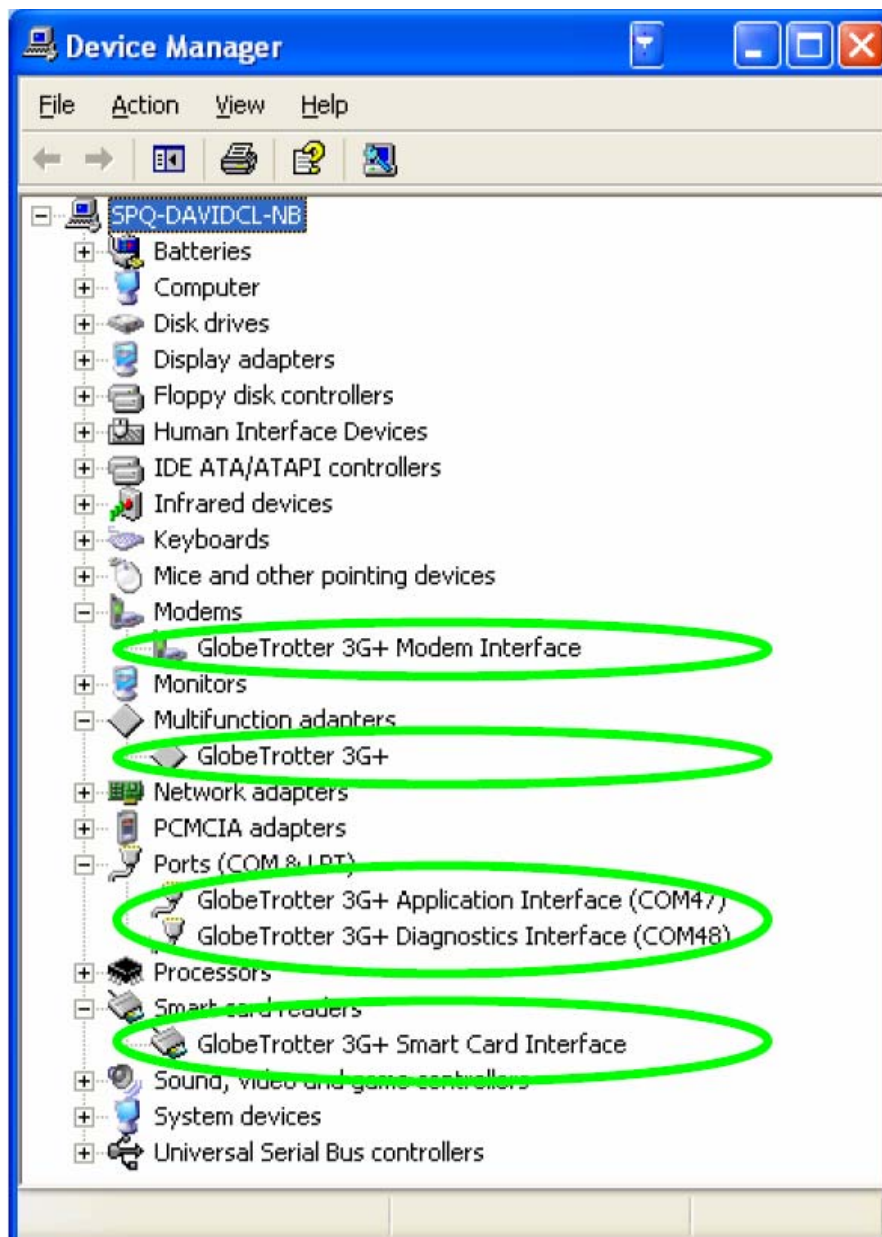 Device Manager
File Action View Help
SPQ-DAVIDCL-NB
Batteries
Computer
Disk drives
Display adapters
Floppy disk controllers
Human Interface Devices
IDE ATA/ATAPI controllers
Infrared devices
Keyboards
Mice and other pointing devices
Modems
GlobeTrotter 3G+ Modem Interface
Monitors
Multifunction adapters
GlobeTrotter 3G+
Network adapters
PCMCIA adapters
Ports (COM & LPT)
GlobeTrotter 3G+ Application Interface (COM47)
GlobeTrotter 3G+ Diagnostics Interface (COM48)
Processors
Smart card readers
GlobeTrotter 3G+ Smart Card Interface
Sound, video and game controllers
System devices
Universal Serial Bus controllers